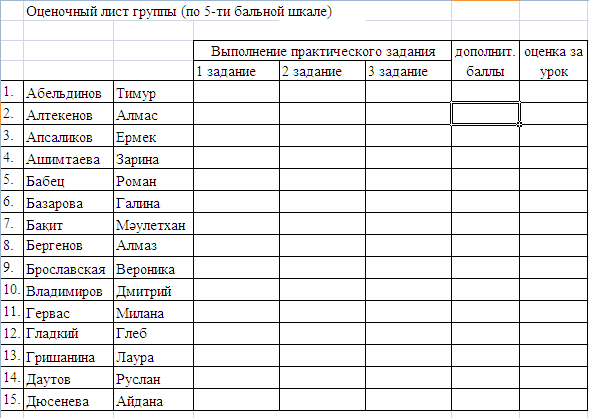 Оценочный лист группы (по 5-ти бальной шкале)
Выполнение практического задания дополнит. баллы оценка за урок
1 задание 2 задание 3 задание
1. Абельдинов Тимур
2. Алтекенов Алмас
3. Апсаликов Ермек
4. Ашимтаева Зарина
5. Бабец Роман
6. Базарова Галина
7. Бақит Мәулетхан
8. Бергенов Алмаз
9. Брославская Вероника
10. Владимиров Дмитрий
11. Гервас Милана
12. Гладкий Глеб
13. Гришанина Лаура
14. Даутов Руслан
15. Дюсенева Айдана